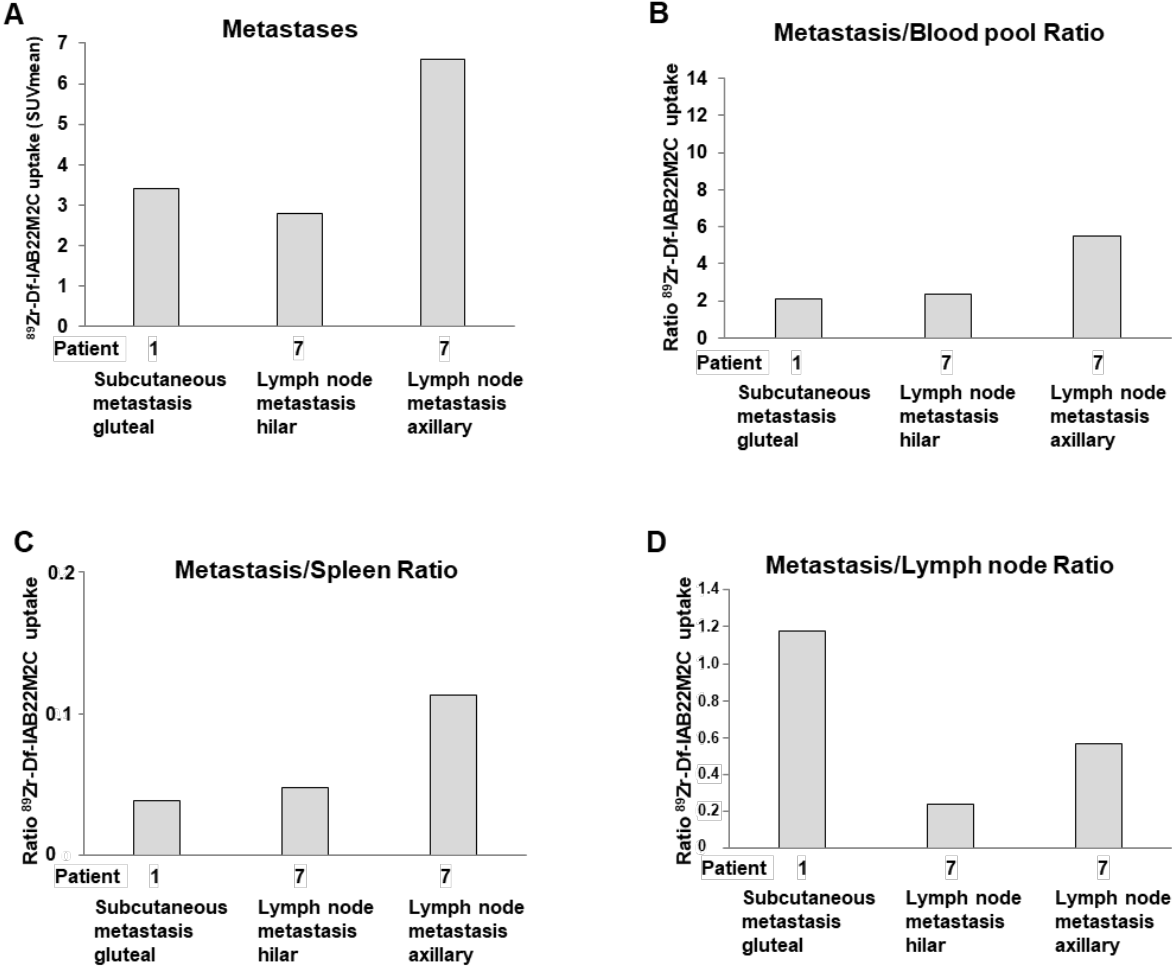 A
Metastases
⁸⁹Zr-Df-IAB22M2C uptake (SUVmean)
7
6
5
4
3
2
1
0
Patient 1 7 7
Subcutaneous metastasis gluteal
Lymph node metastasis hilar
Lymph node metastasis axillary
B
Metastasis/Blood pool Ratio
Ratio ⁸⁹Zr-Df-IAB22M2C uptake
14
12
10
8
6
4
2
0
Patient 1 7 7
Subcutaneous metastasis gluteal
Lymph node metastasis hilar
Lymph node metastasis axillary
C
Metastasis/Spleen Ratio
Ratio ⁸⁹Zr-Df-IAB22M2C uptake
0.2
0.1
0
Patient 1 7 7
Subcutaneous metastasis gluteal
Lymph node metastasis hilar
Lymph node metastasis axillary
D
Metastasis/Lymph node Ratio
Ratio ⁸⁹Zr-Df-IAB22M2C uptake
1.4
1.2
1.0
0.8
0.6
0.4
0.2
0
Patient 1 7 7
Subcutaneous metastasis gluteal
Lymph node metastasis hilar
Lymph node metastasis axillary